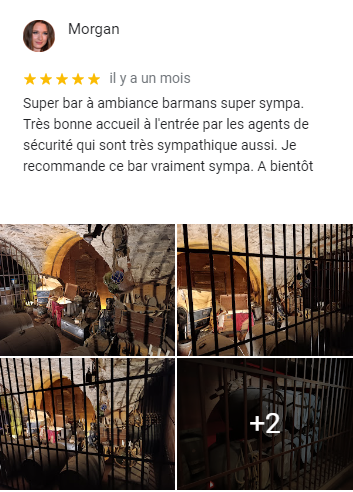 Morgan
il y a un mois
Super bar à ambiance barmans super sympa.
Très bonne accueil à l'entrée par les agents de
sécurité qui sont très sympathique aussi. Je
recommande ce bar vraiment sympa. A bientôt
+2